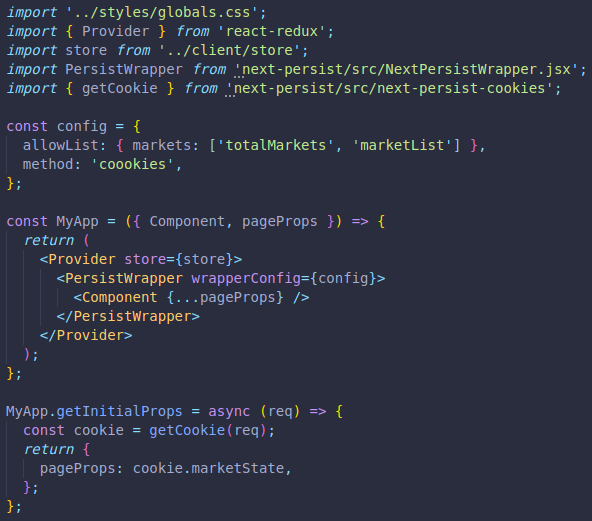 import '../styles/globals.css';
import { Provider } from 'react-redux';
import store from '../client/store';
import PersistWrapper from 'next-persist/src/NextPersistWrapper.jsx';
import { getCookie } from 'next-persist/src/next-persist-cookies';

const config = {
  allowList: { markets: ['totalMarkets', 'marketList'] },
  method: 'coookies',
};

const MyApp = ({ Component, pageProps }) => {
  return (
    <Provider store={store}>
      <PersistWrapper wrapperConfig={config}>
        <Component {...pageProps} />
      </PersistWrapper>
    </Provider>
  );
};

MyApp.getInitialProps = async (req) => {
  const cookie = getCookie(req);
  return {
    pageProps: cookie.marketState,
  };
};